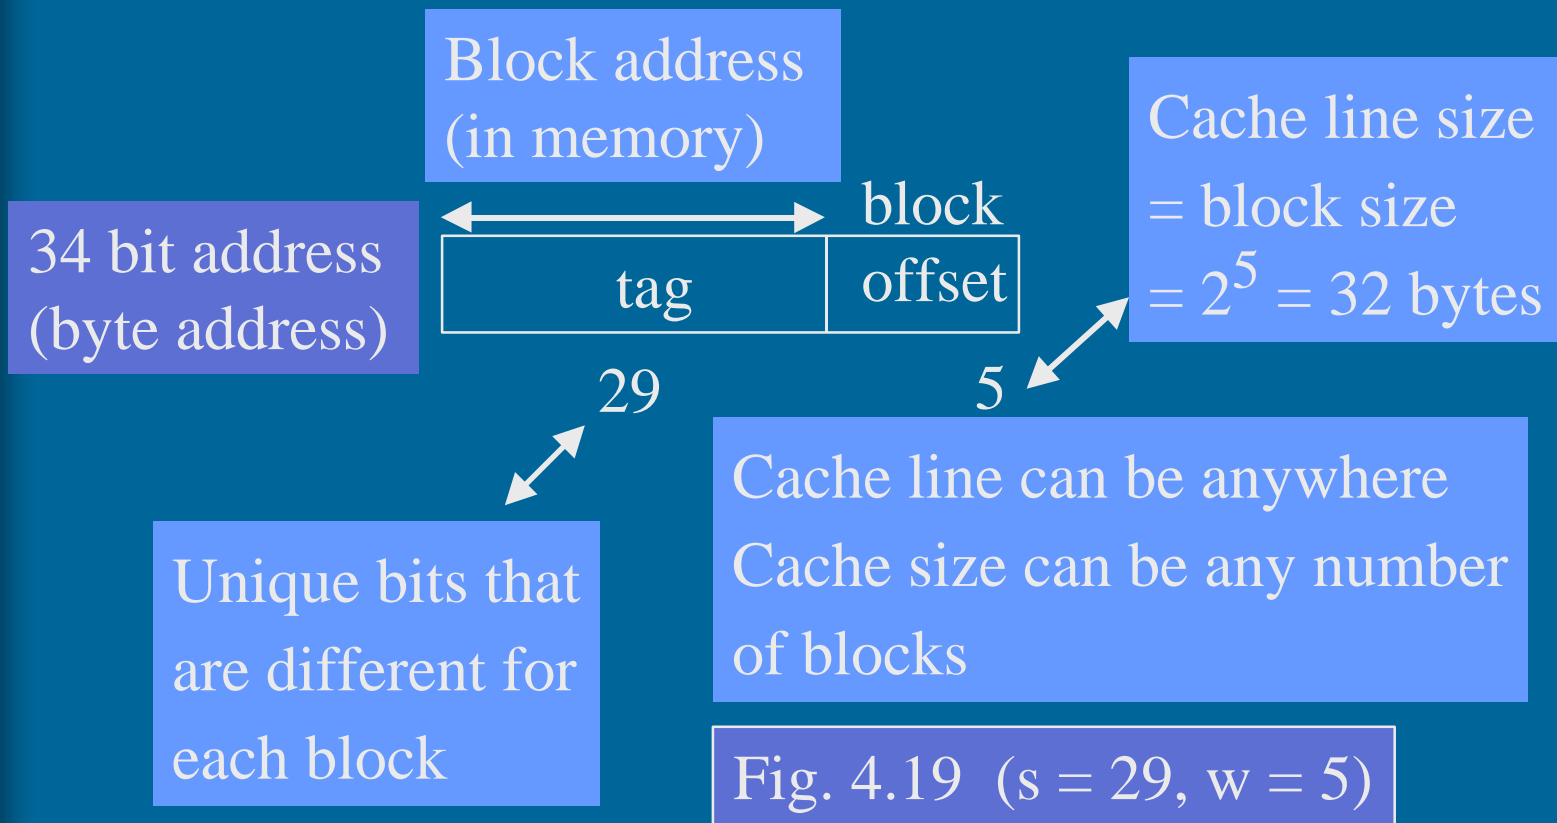 Block address
(in memory)
Cache line size
= block size
= 2^5 = 32 bytes
34 bit address
(byte address)
tag
block
offset
29
5
Unique bits that
are different for
each block
Cache line can be anywhere
Cache size can be any number
of blocks
Fig. 4.19 (s = 29, w = 5)